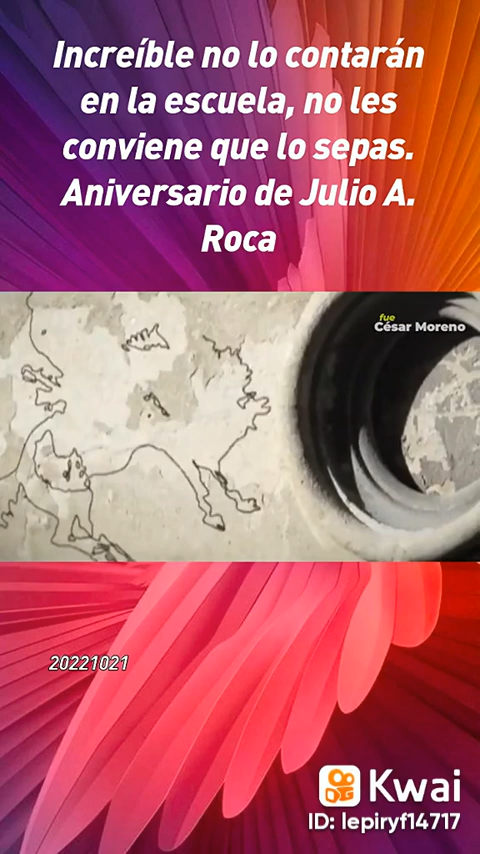 Increíble no lo contarán
en la escuela, no les
conviene que lo sepas.
Aniversario de Julio A.
Roca
fue
César Moreno
20221021
Kwai
ID: lepiryf14717